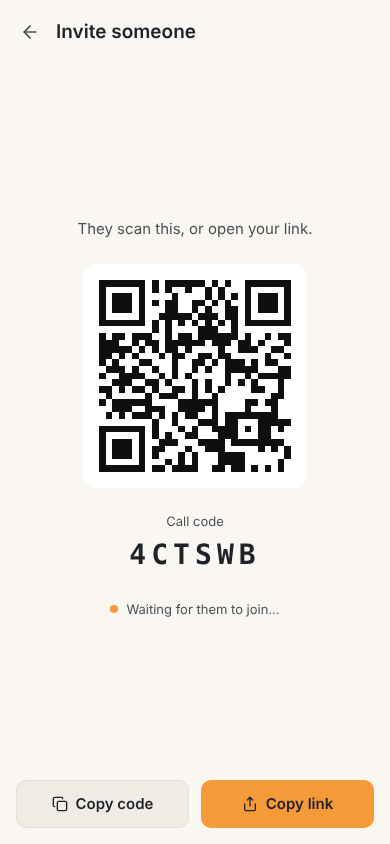 Invite someone
They scan this, or open your link.
Call code
4CTSWB
Waiting for them to join...
Copy code
Copy link